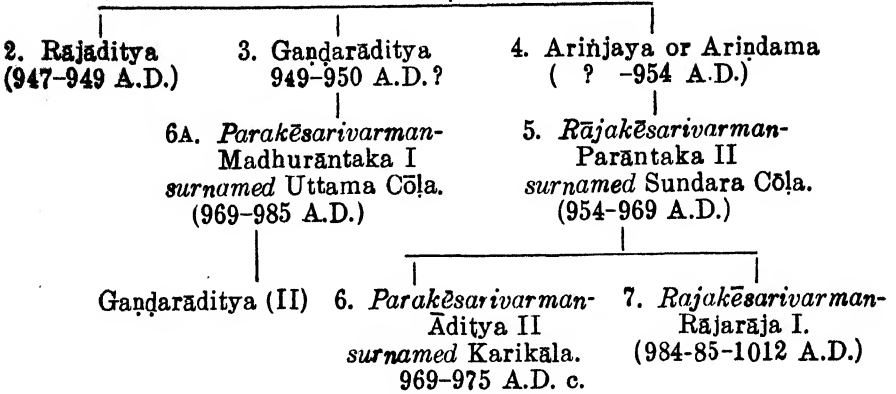 2. Rājāditya 3. Gaṇḍarāditya 4. Ariñjaya or Ariṇdama
(947–949 A.D.) 949–950 A.D.? ( ? –954 A.D.)
6A. Parakēsarivarman- 5. Rājakēsarivarman-
Madhurāntaka I Parāntaka II
surnamed Uttama Cōḷa. surnamed Sundara Cōḷa.
(969–985 A.D.) (954–969 A.D.)
Gaṇḍarāditya (II) 6. Parakēsarivarman- 7. Rajakēsarivarman-
Āditya II Rājarāja I.
surnamed Karikāla. (984-85-1012 A.D.)
969–975 A.D. c.